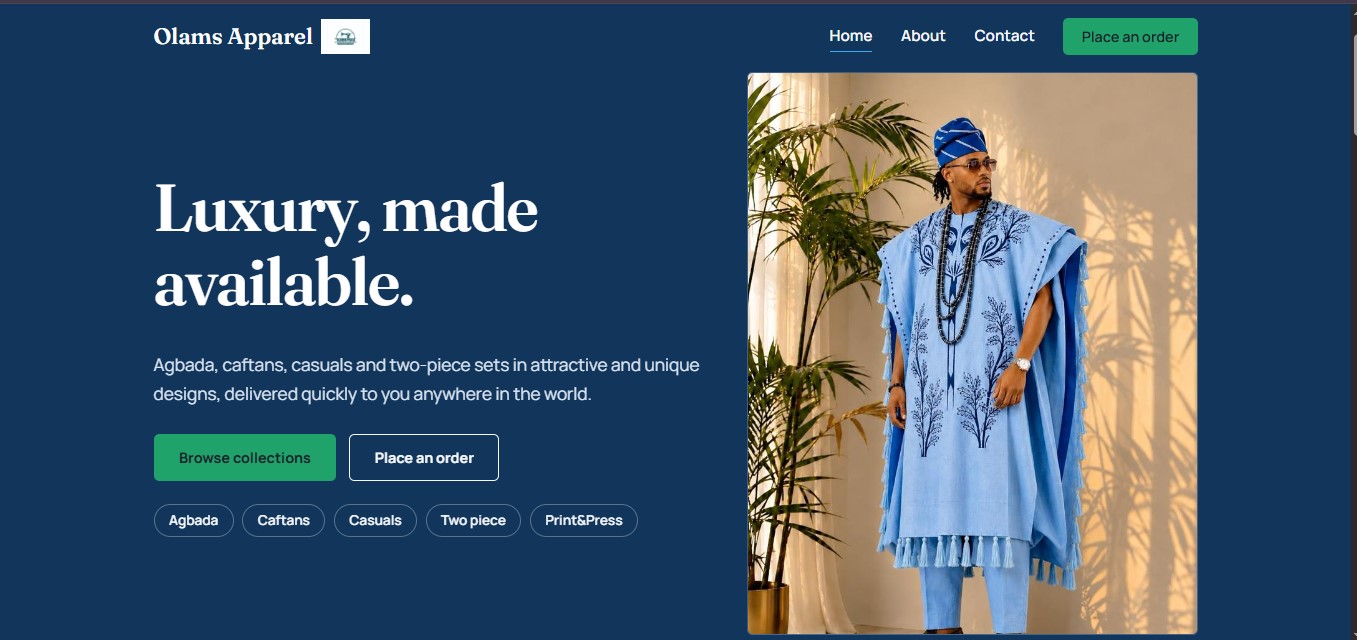 Olams Apparel
Home
About
Contact
Place an order
Luxury, made
available.
Agbada, caftans, casuals and two-piece sets in attractive and unique
designs, delivered quickly to you anywhere in the world.
Browse collections
Place an order
Agbada
Caftans
Casuals
Two piece
Print&Press